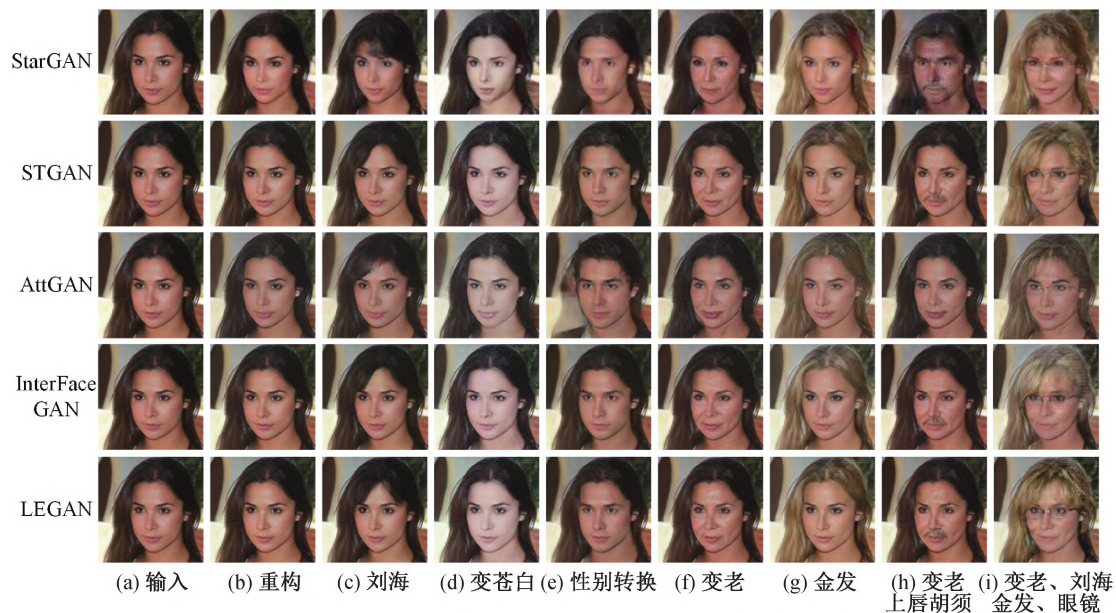 StarGAN
STGAN
AttGAN
InterFace
GAN
LEGAN
(a) 输入 (b) 重构 (c) 刘海 (d) 变苍白 (e) 性别转换 (f) 变老 (g) 金发 (h) 变老 (i) 变老、刘海
上唇胡须 金发、眼镜